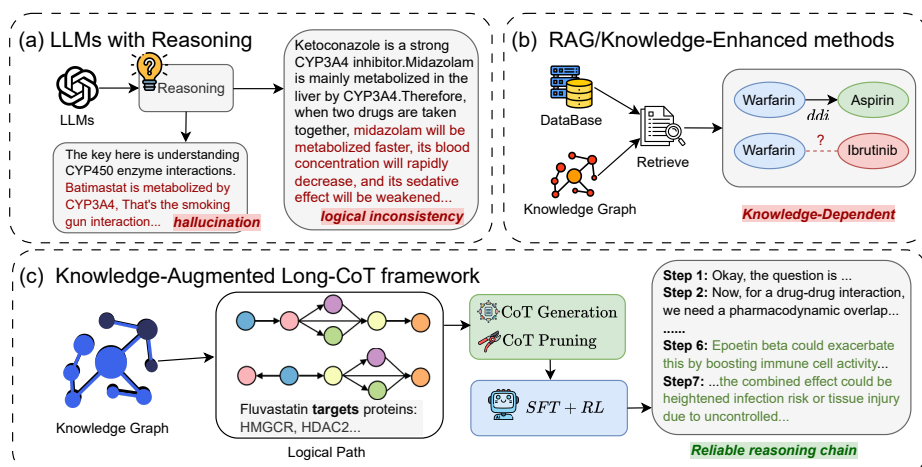 (a) LLMs with Reasoning
LLMs
Reasoning
The key here is understanding
CYP450 enzyme interactions.
Batimastat is metabolized by
CYP3A4, That's the smoking
gun interaction...
hallucination
Ketoconazole is a strong
CYP3A4 inhibitor.Midazolam
is mainly metabolized in the
liver by CYP3A4.Therefore,
when two drugs are taken
together, midazolam will be
metabolized faster, its blood
concentration will rapidly
decrease, and its sedative
effect will be weakened...
logical inconsistency
(b) RAG/Knowledge-Enhanced methods
DataBase
Knowledge Graph
Retrieve
Warfarin
ddi
Aspirin
Warfarin
?
Ibrutinib
Knowledge-Dependent
(c) Knowledge-Augmented Long-CoT framework
Knowledge Graph
Fluvastatin targets proteins:
HMGCR, HDAC2...
Logical Path
CoT Generation
CoT Pruning
SFT + RL
Step 1: Okay, the question is ...
Step 2: Now, for a drug-drug interaction,
we need a pharmacodynamic overlap...
......
Step 6: Epoetin beta could exacerbate
this by boosting immune cell activity...
Step7: ...the combined effect could be
heightened infection risk or tissue injury
due to uncontrolled...
Reliable reasoning chain